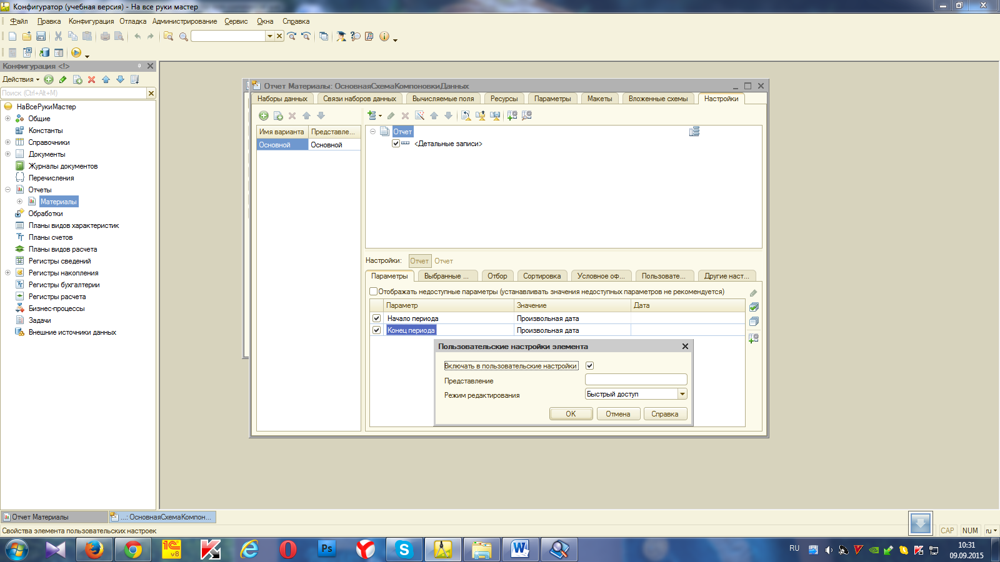 Конфигуратор (учебная версия) - На все руки мастер
Файл Правка Конфигурация Отладка Администрирование Сервис Окна Справка
Конфигурация <!>
Действия
Поиск (Ctrl+Alt+M)
НаВсеРукиМастер
Общие
Константы
Справочники
Документы
Журналы документов
Перечисления
Отчеты
Материалы
Обработки
Планы видов характеристик
Планы счетов
Планы видов расчета
Регистры сведений
Регистры накопления
Регистры бухгалтерии
Регистры расчета
Бизнес-процессы
Задачи
Внешние источники данных
Отчет Материалы: ОсновнаяСхемаКомпоновкиДанных
Наборы данных Связи наборов данных Вычисляемые поля Ресурсы Параметры Макеты Вложенные схемы Настройки
Имя варианта Представле...
Основной Основной
Отчет
<Детальные записи>
Настройки: Отчет Отчет
Параметры Выбранные ... Отбор Сортировка Условное оф... Пользовате... Другие наст...
Отображать недоступные параметры (устанавливать значения недоступных параметров не рекомендуется)
Параметр Значение Дата
Начало периода Произвольная дата
Конец периода Произвольная дата
Пользовательские настройки элемента
Включать в пользовательские настройки
Представление
Режим редактирования Быстрый доступ
OK Отмена Справка
Отчет Материалы ...: ОсновнаяСхемаКомпон...
Свойства элемента пользовательских настроек
CAP NUM ru
1С v8
Ps
RU
10:31
09.09.2015